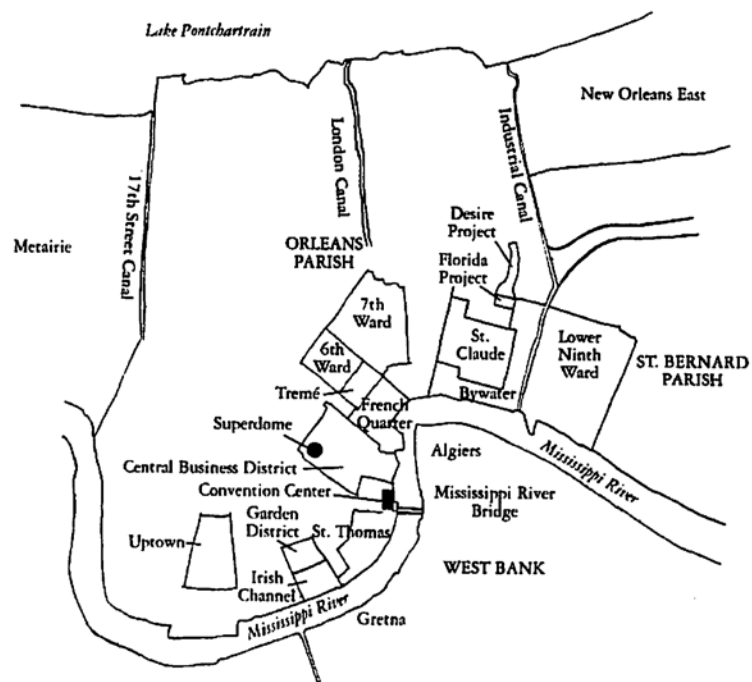 Lake Pontchartrain
New Orleans East
London Canal
Industrial Canal
17th Street Canal
Metairie
Desire
Project
Florida
Project
ORLEANS
PARISH
7th
Ward
6th
Ward
St.
Claude
Lower
Ninth
Ward
ST. BERNARD
PARISH
Tremé
Bywater
French
Quarter
Superdome
Algiers
Mississippi River
Central Business District
Convention Center
Mississippi River
Bridge
Garden
District
St. Thomas
Uptown
Irish
Channel
WEST BANK
Mississippi River
Gretna